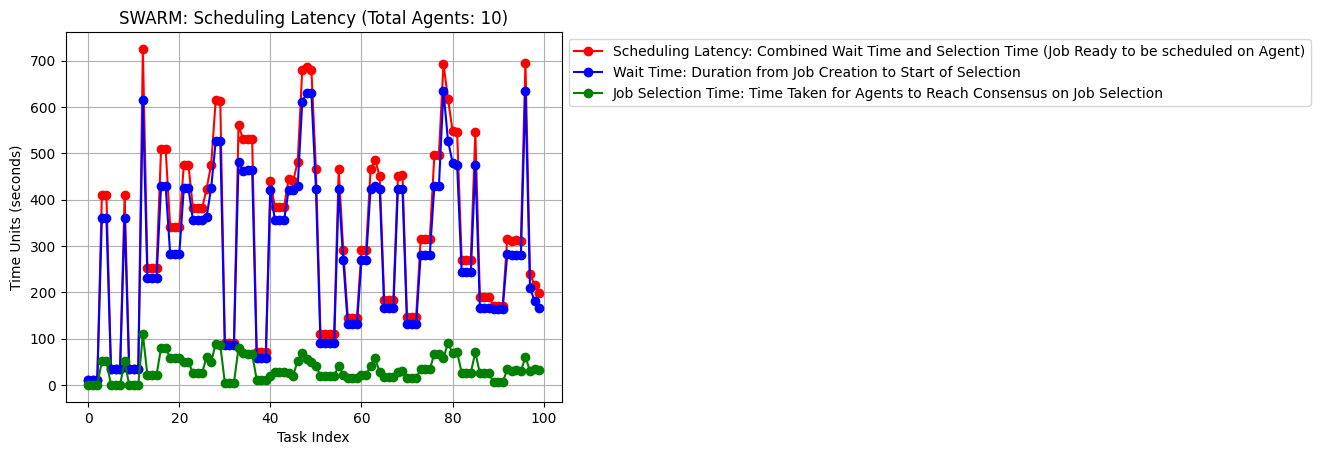 SWARM: Scheduling Latency (Total Agents: 10)
Scheduling Latency: Combined Wait Time and Selection Time (Job Ready to be scheduled on Agent)
Wait Time: Duration from Job Creation to Start of Selection
Job Selection Time: Time Taken for Agents to Reach Consensus on Job Selection
Time Units (seconds)
700
600
500
400
300
200
100
0
0 20 40 60 80 100
Task Index